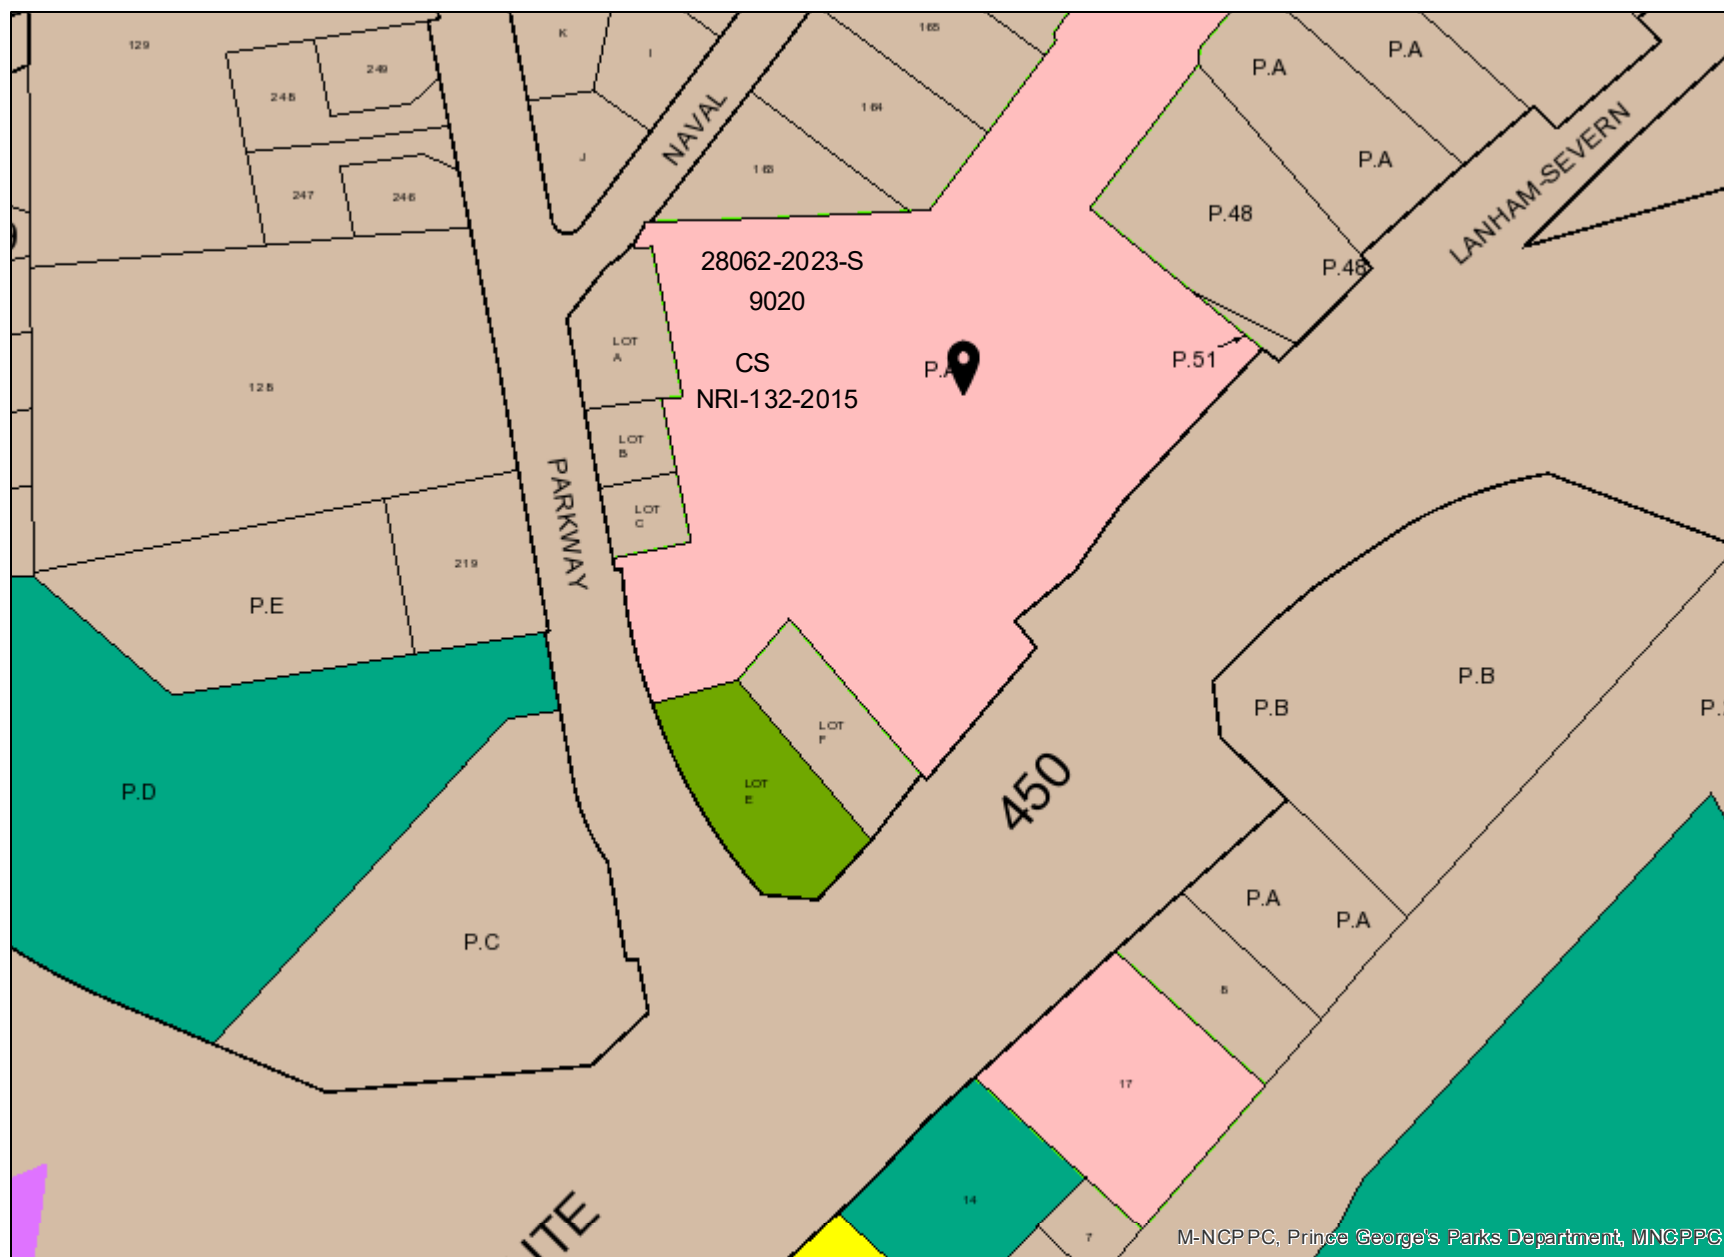 129
K
I
165
P.A
P.A
249
248
164
NAVAL
J
P.A
LANHAM-SEVERN
163
247
246
P.48
28062-2023-S
9020
P.48
LOT
A
CS
P.A
P.51
NRI-132-2015
128
LOT
B
PARKWAY
LOT
C
219
P.E
P.B
P.B
LOT
F
P.D
LOT
E
450
P.A
P.A
P.C
8
17
14
ITE
7
M-NCPPC, Prince George's Parks Department, MNCPPC